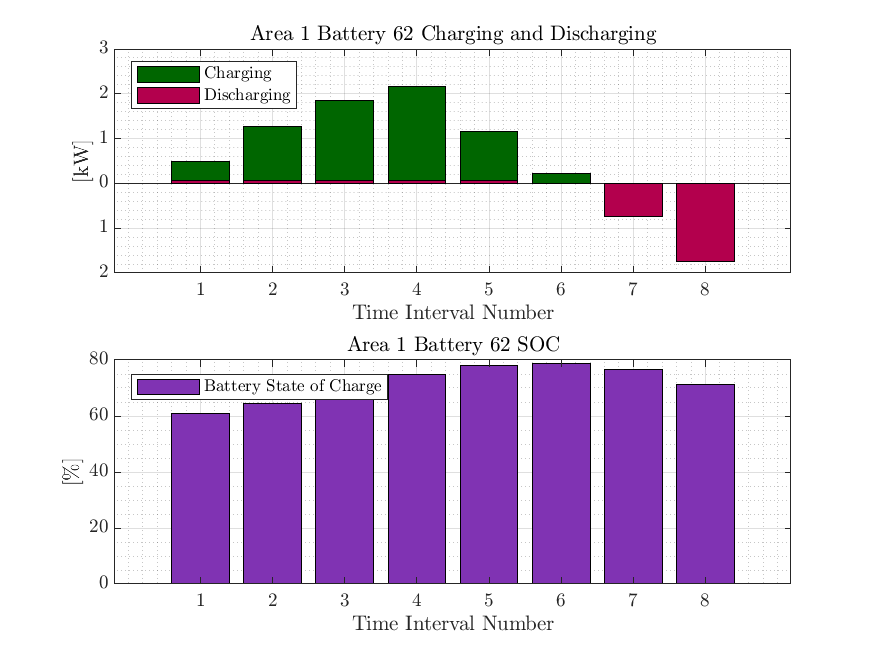 Area 1 Battery 62 Charging and Discharging
3
2
1
0
1
2
[kW]
Charging
Discharging
1 2 3 4 5 6 7 8
Time Interval Number
Area 1 Battery 62 SOC
80
60
40
20
0
[%]
Battery State of Charge
1 2 3 4 5 6 7 8
Time Interval Number